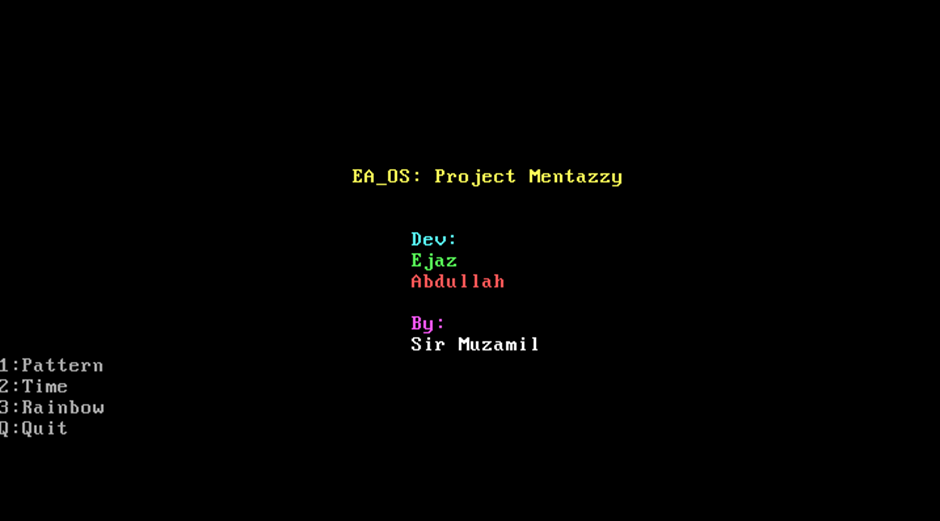 EA_OS: Project Mentazzy
Dev:
Ejaz
Abdullah
By:
Sir Muzamil
1:Pattern
2:Time
3:Rainbow
Q:Quit